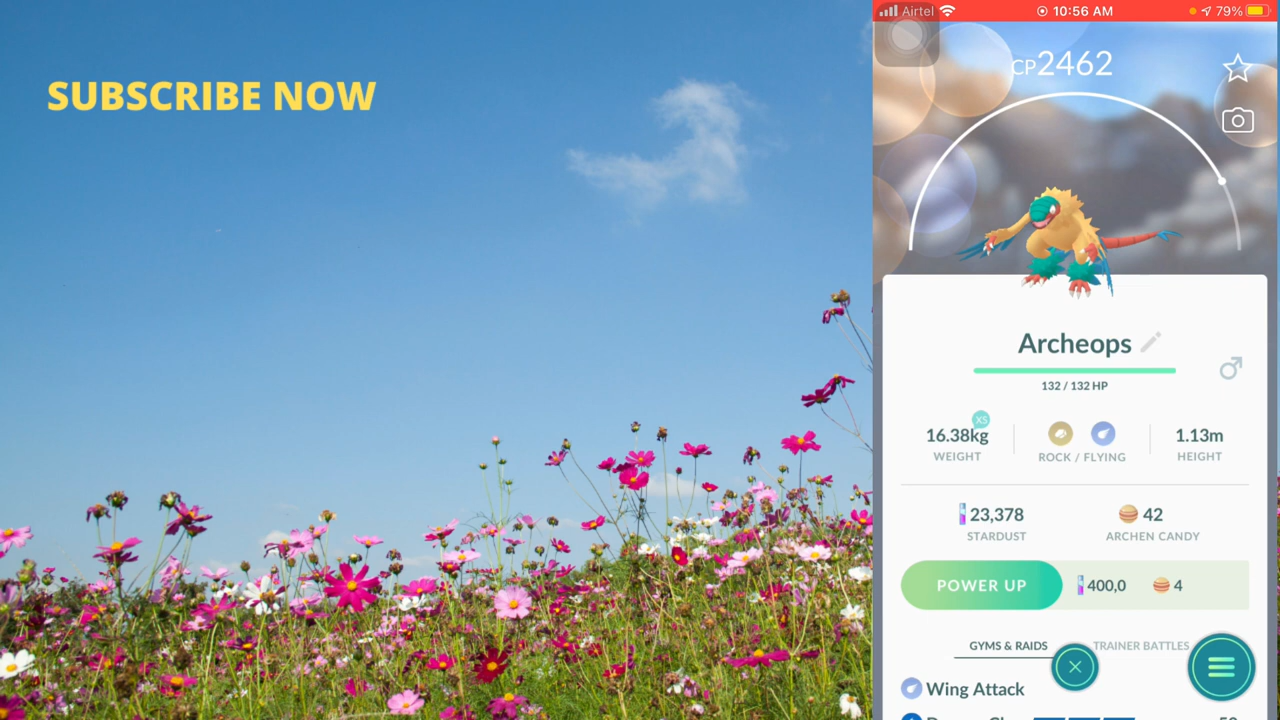 SUBSCRIBE NOW
Airtel
10:56 AM
79%
CP2462
Archeops
132 / 132 HP
XS
16.38kg
WEIGHT
ROCK / FLYING
1.13m
HEIGHT
23,378
STARDUST
42
ARCHEN CANDY
POWER UP
400,0
4
GYMS & RAIDS
TRAINER BATTLES
Wing Attack